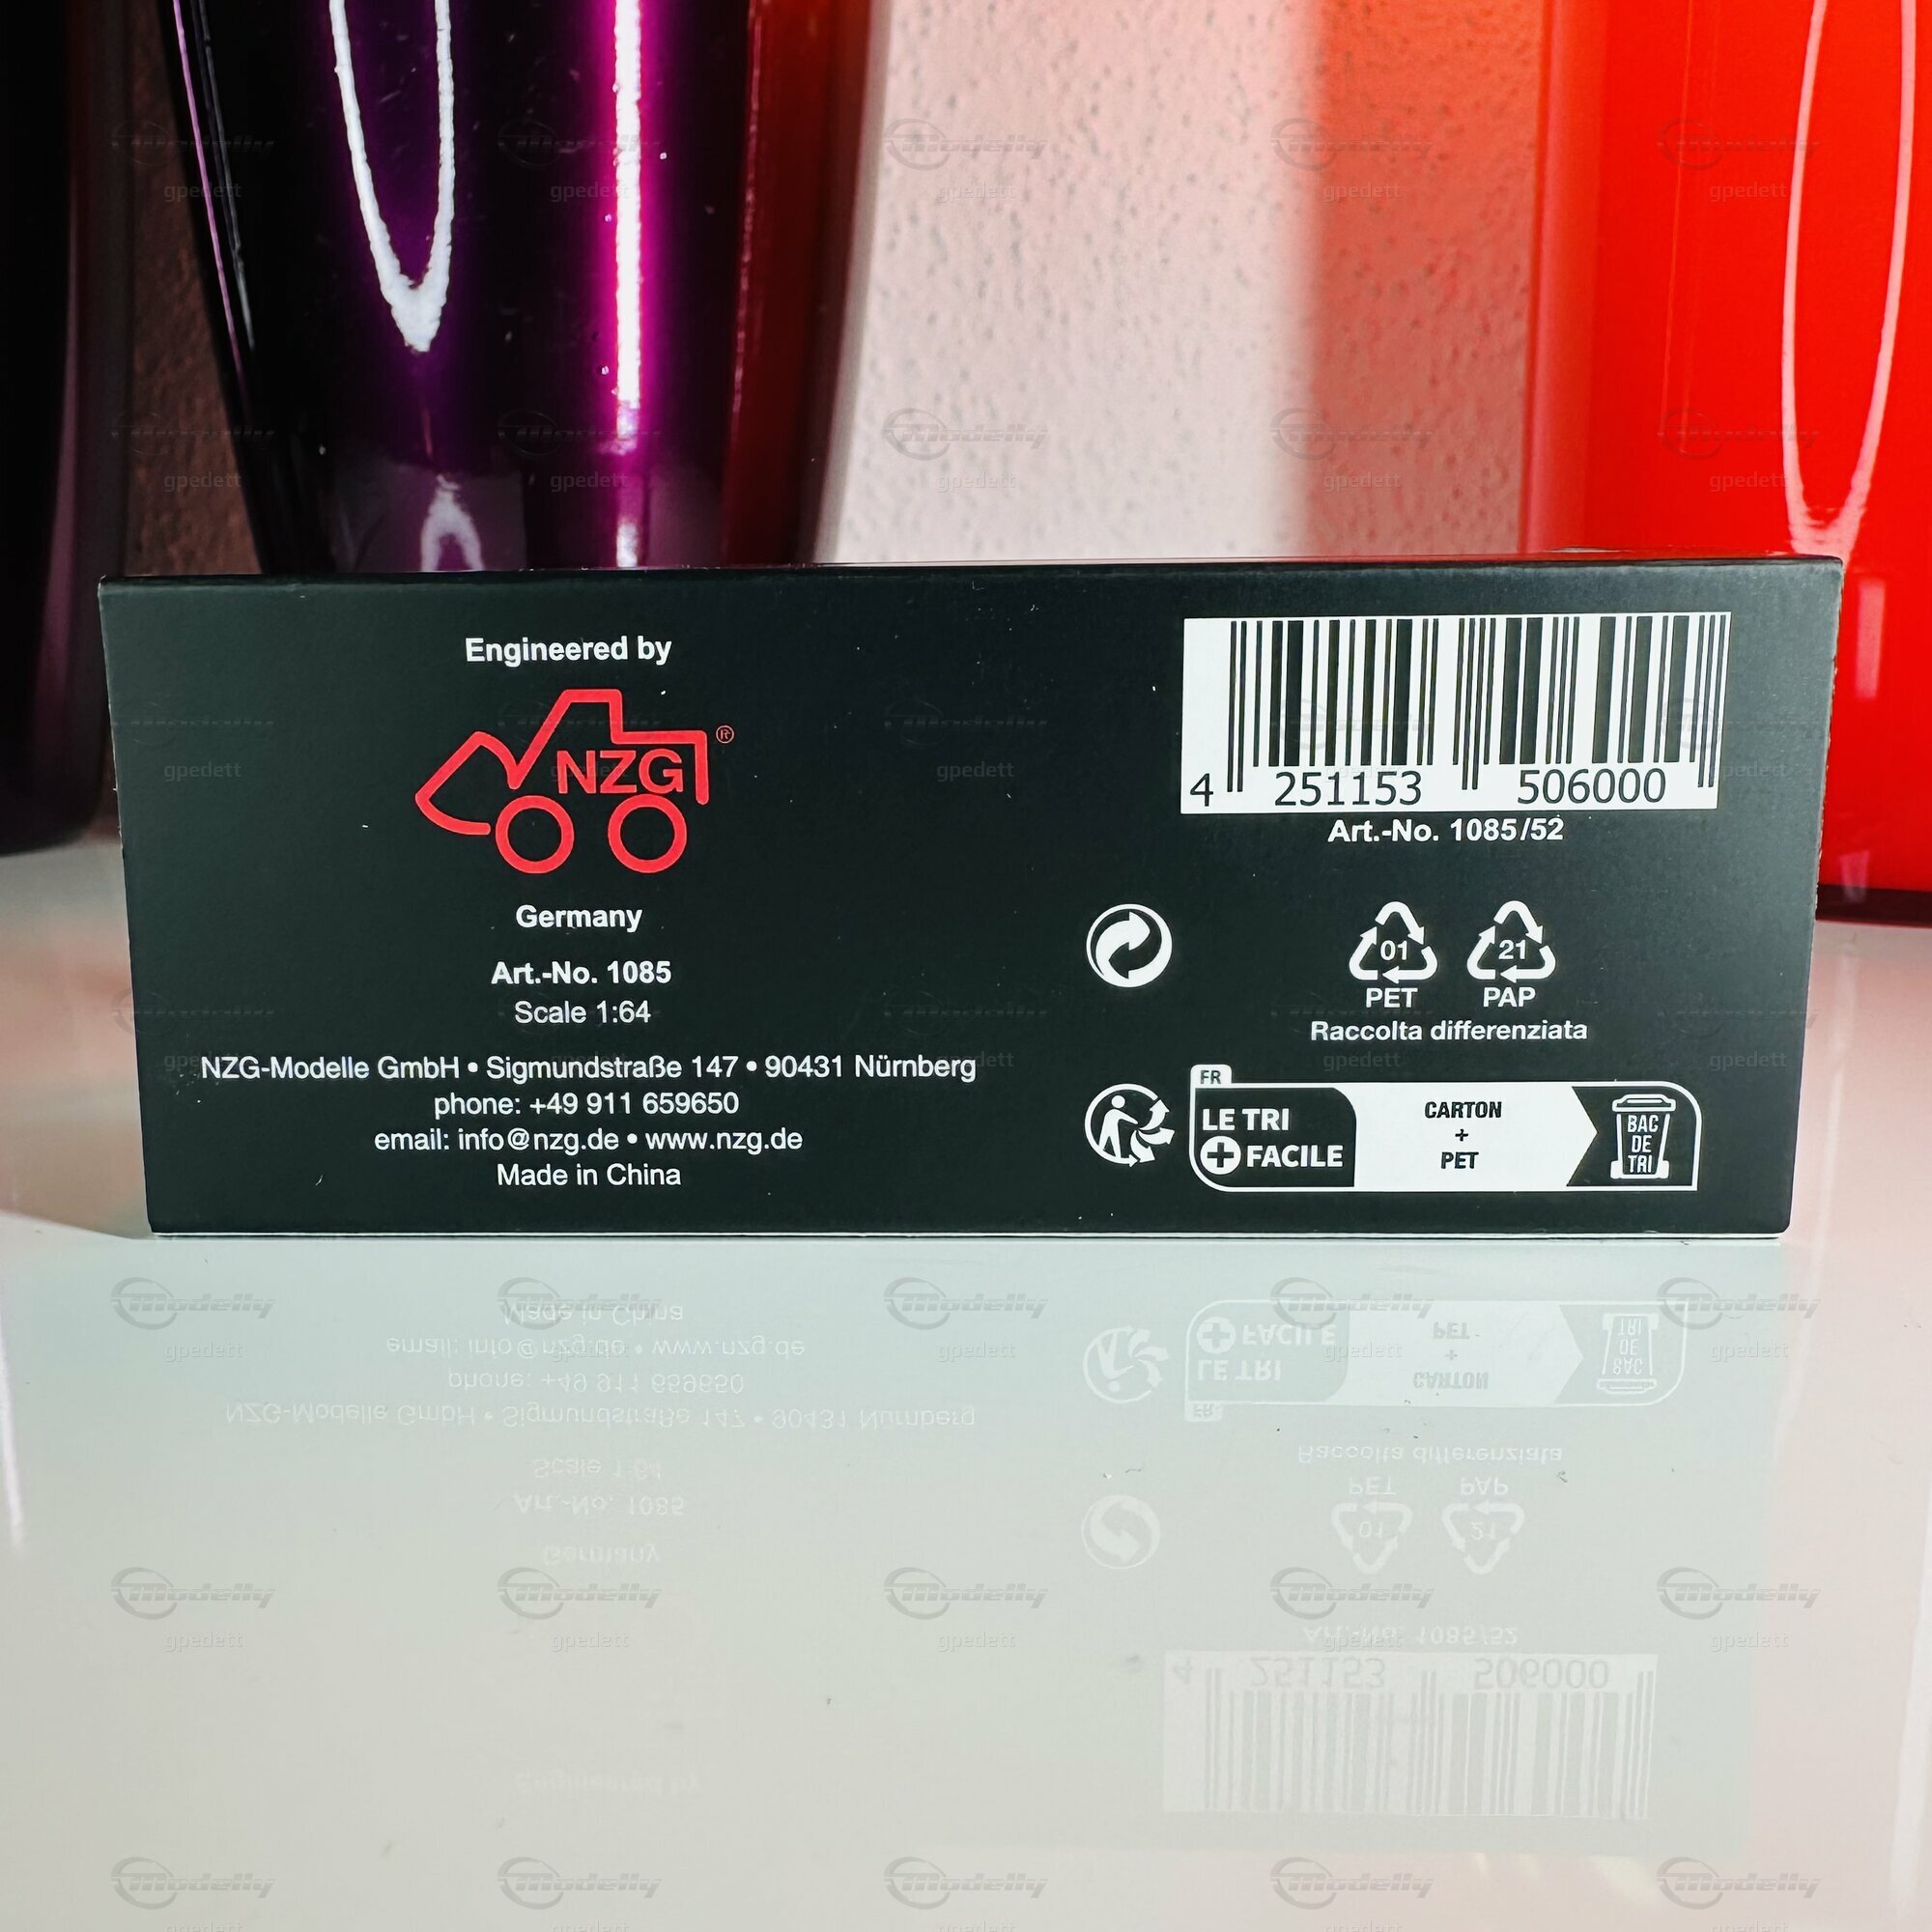 Engineered by
NZG®
Germany
Art.-No. 1085
Scale 1:64
NZG-Modelle GmbH • Sigmundstraße 147 • 90431 Nürnberg
phone: +49 911 659650
email: info@nzg.de • www.nzg.de
Made in China
4 251153 506000
Art.-No. 1085/52
01
PET
21
PAP
Raccolta differenziata
FR
LE TRI
+ FACILE
CARTON
+
PET
BAC
DE
TRI
Modelly
gpedett